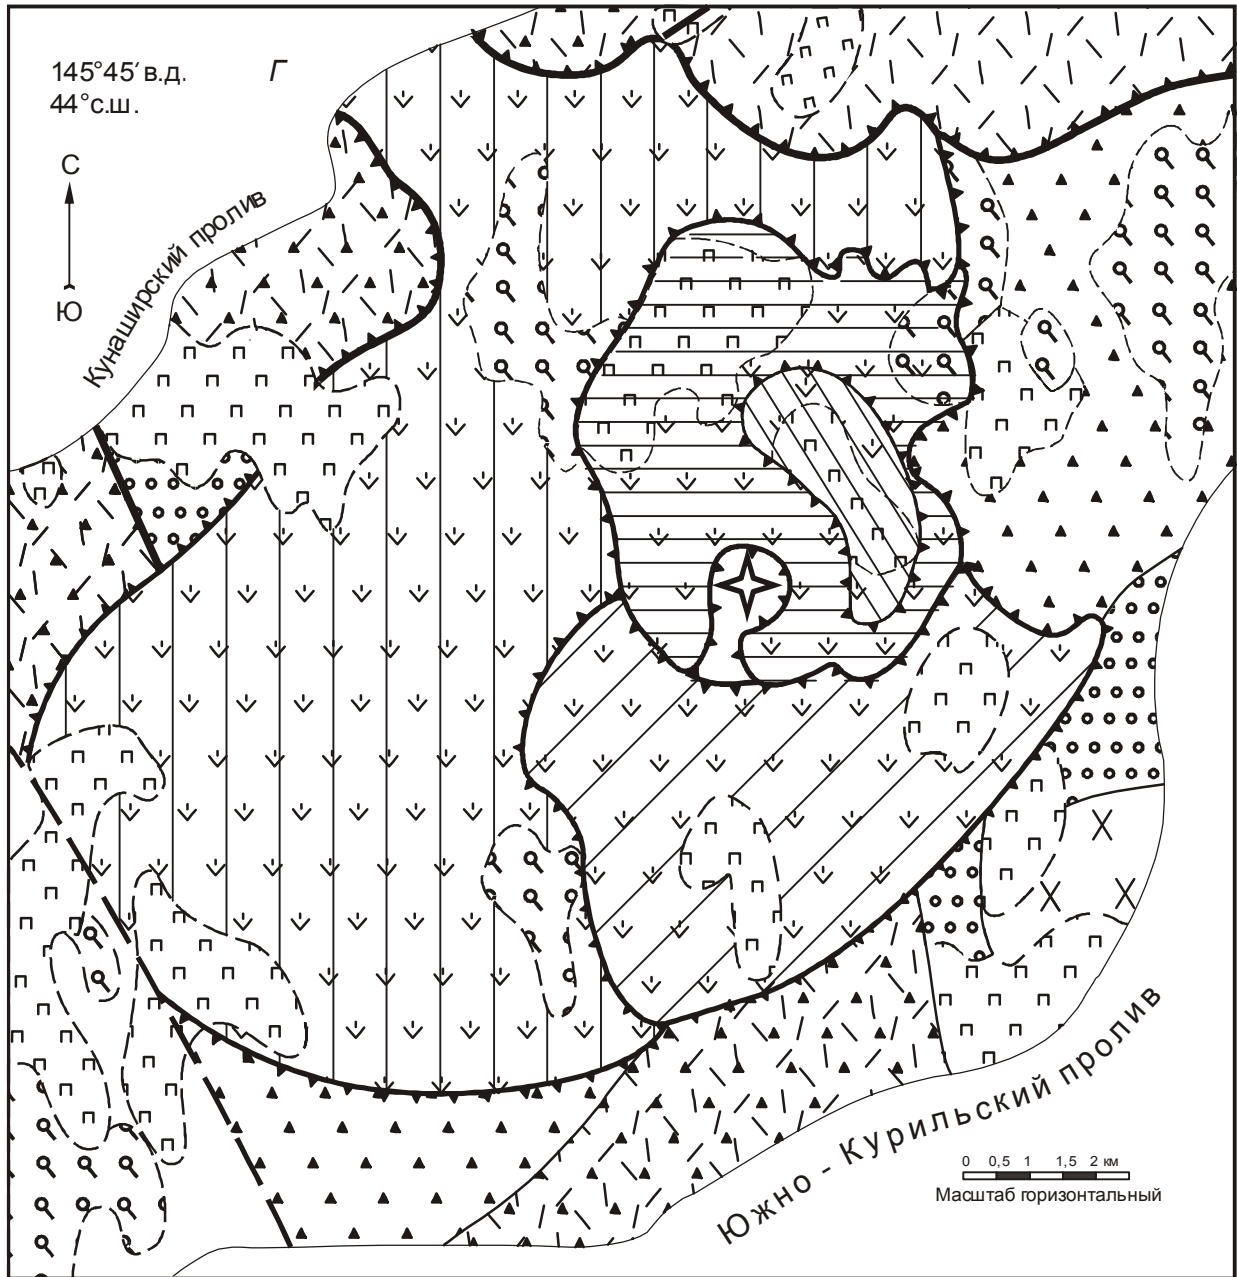 145°45′ в.д.
Г
44° с.ш.
С
Ю
Кунаширский пролив
Южно - Курильский пролив
0 0,5 1 1,5 2 км
Масштаб горизонтальный